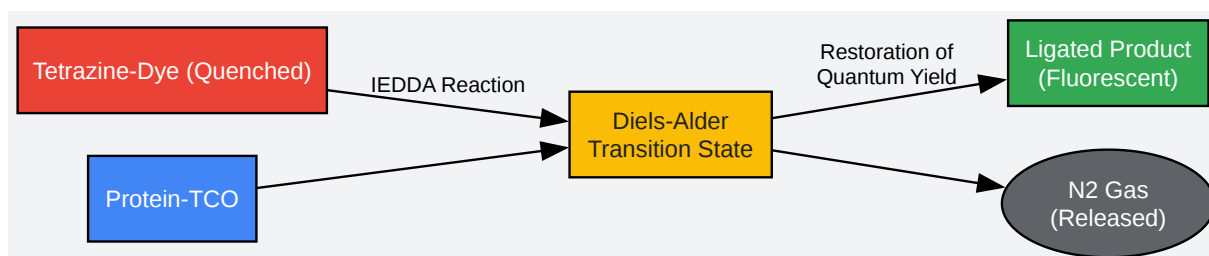 Tetrazine-Dye (Quenched)
IEDDA Reaction
Protein-TCO
Diels-Alder
Transition State
Restoration of
Quantum Yield
Ligated Product
(Fluorescent)
N2 Gas
(Released)